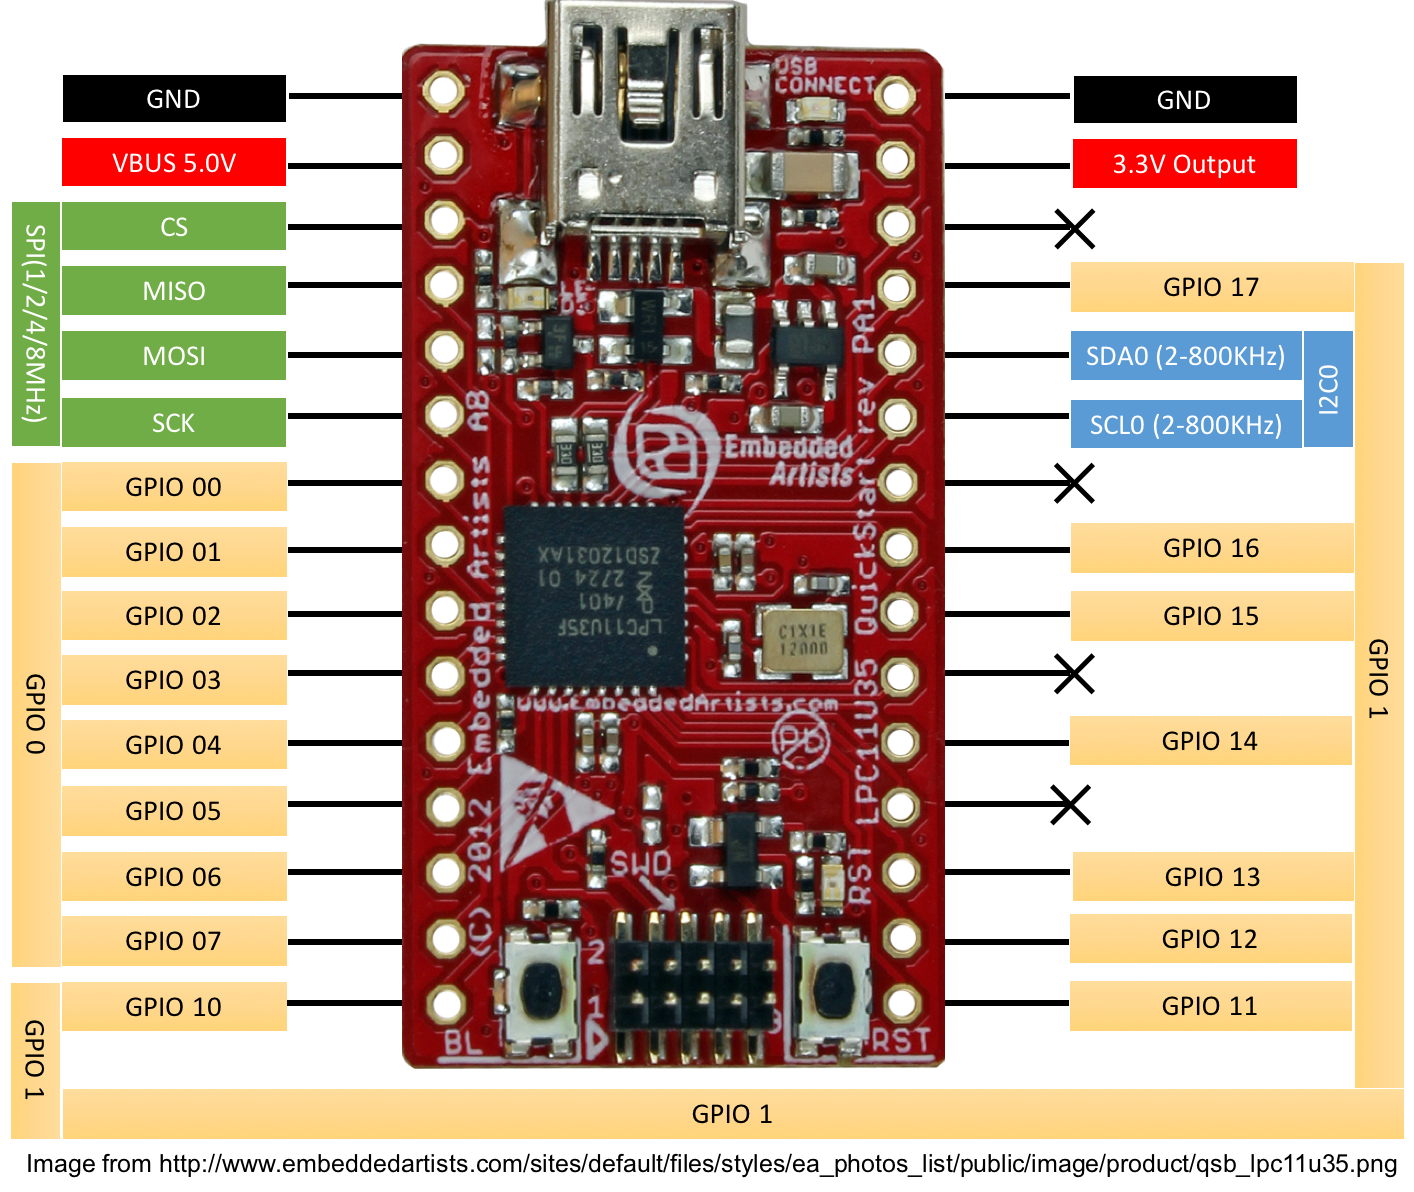 GND
VBUS 5.0V
SPI(1/2/4/8MHz)
CS
MISO
MOSI
SCK
GPIO 0
GPIO 00
GPIO 01
GPIO 02
GPIO 03
GPIO 04
GPIO 05
GPIO 06
GPIO 07
GPIO 1
GPIO 10
USB
CONNECT
Embedded
Artists
LPC11U35F
/401
2724 01
ZSD12031AX
C1X1E
12000
www.EmbeddedArtists.com
(C) 2012 Embedded Artists AB
LPC11U35 QuickStart rev PA1
330
330
SWD
2
1
BL
RST
RST
GND
3.3V Output
GPIO 17
SDA0 (2-800KHz)
SCL0 (2-800KHz)
I2C0
GPIO 16
GPIO 15
GPIO 14
GPIO 13
GPIO 12
GPIO 11
GPIO 1
GPIO 1
Image from http://www.embeddedartists.com/sites/default/files/styles/ea_photos_list/public/image/product/qsb_lpc11u35.png